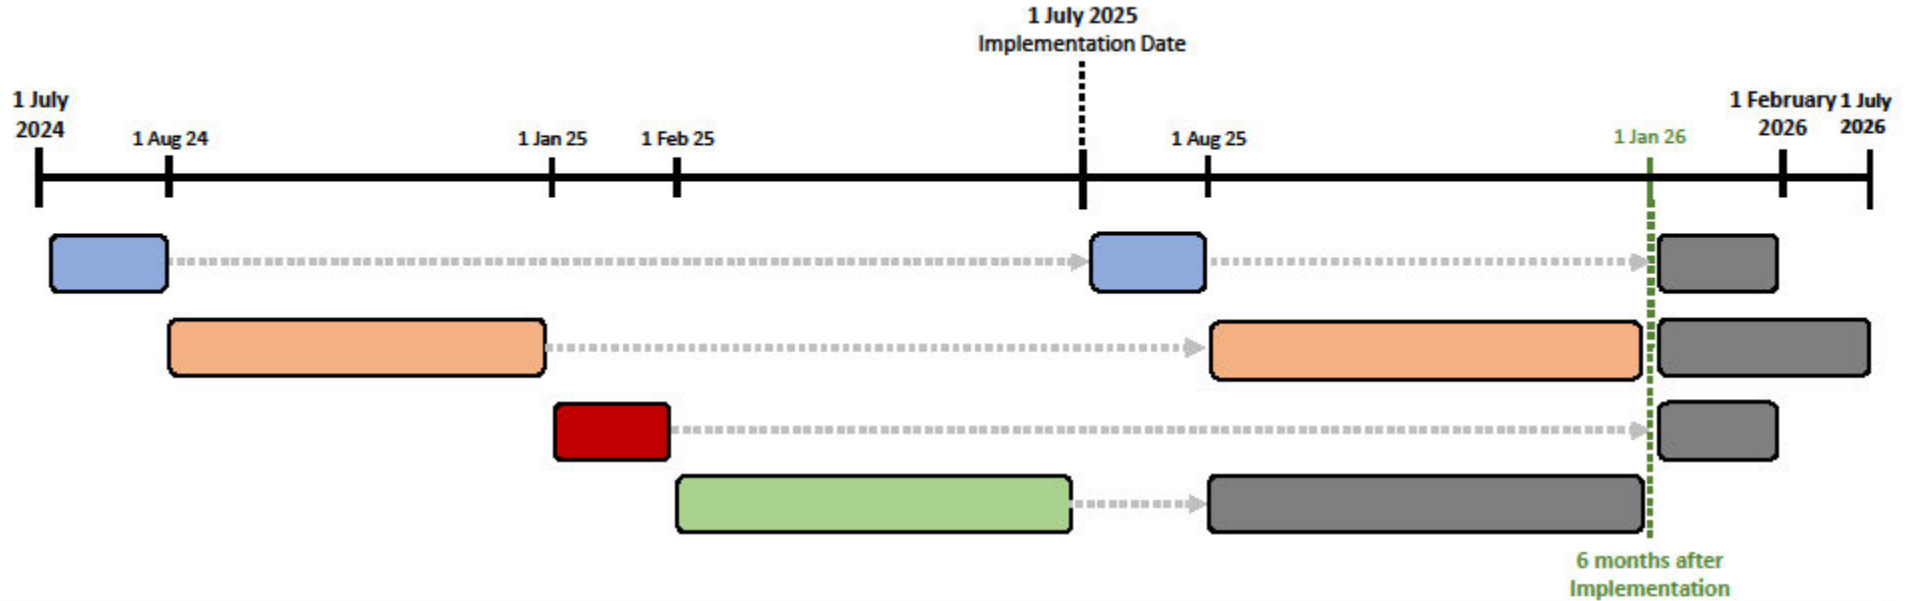 1 July 2025
Implementation Date
1 July
2024
1 Aug 24
1 Jan 25
1 Feb 25
1 Aug 25
1 Jan 26
1 February
2026
1 July
2026
6 months after
Implementation